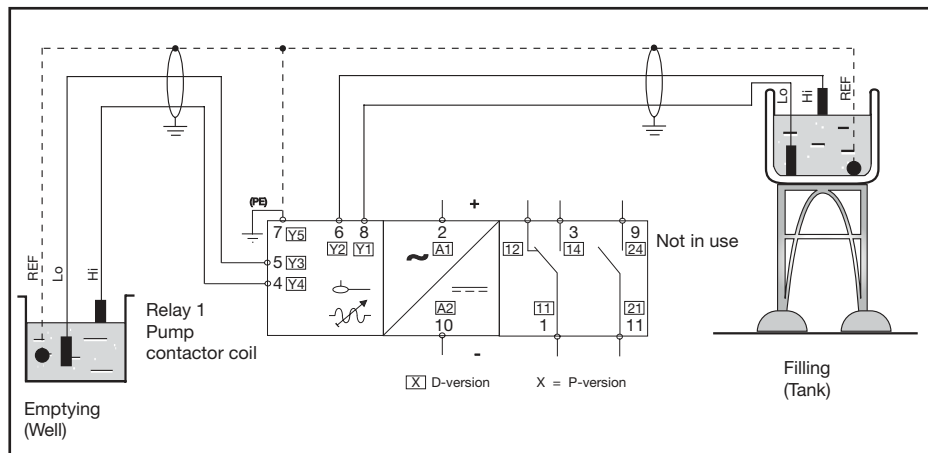 REF
Lo
Hi
Lo
Hi
REF
(PE)
+
7 Y5
6
8
2
3
9
Y2 Y1
A1
12
14
24
Not in use
5 Y3
~
4 Y4
A2
11
21
10
1
11
-
Relay 1
Pump
contactor coil
X D-version
X = P-version
Emptying
(Well)
Filling
(Tank)